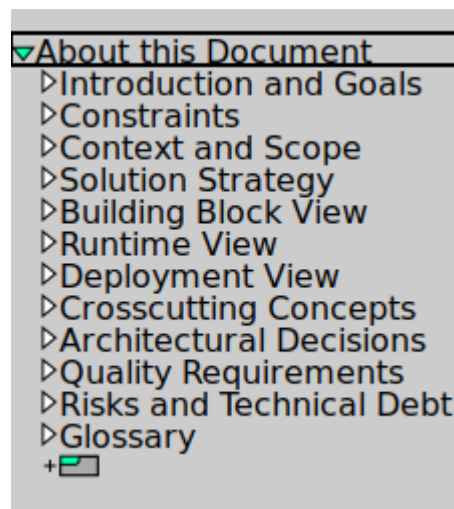 About this Document
Introduction and Goals
Constraints
Context and Scope
Solution Strategy
Building Block View
Runtime View
Deployment View
Crosscutting Concepts
Architectural Decisions
Quality Requirements
Risks and Technical Debt
Glossary
+